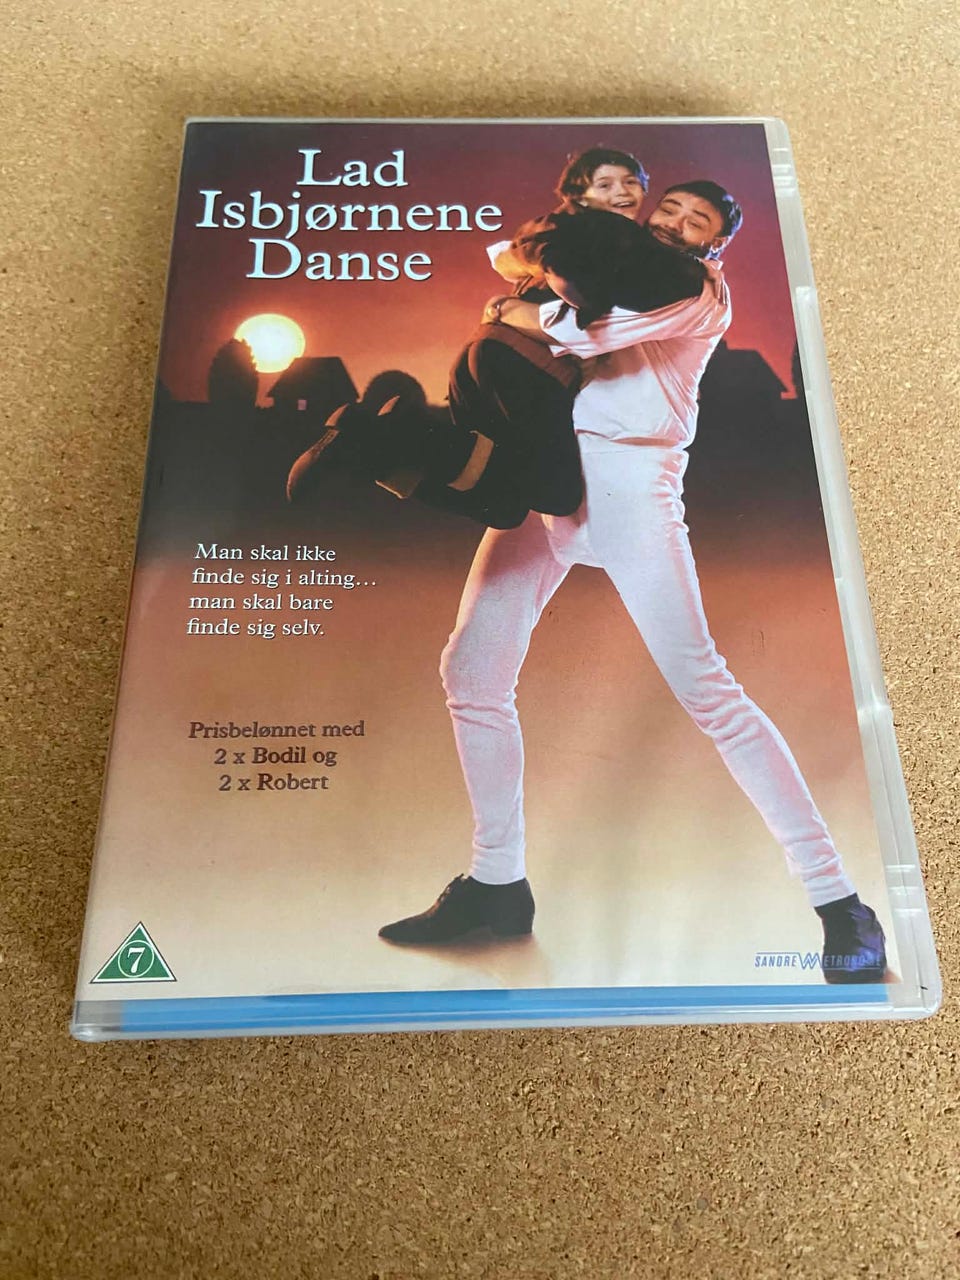 Lad
Isbjørnene
Danse
Man skal ikke
finde sig i alting...
man skal bare
finde sig selv.
Prisbelønnet med
2 x Bodil og
2 x Robert
7
SANDREW METRONOME